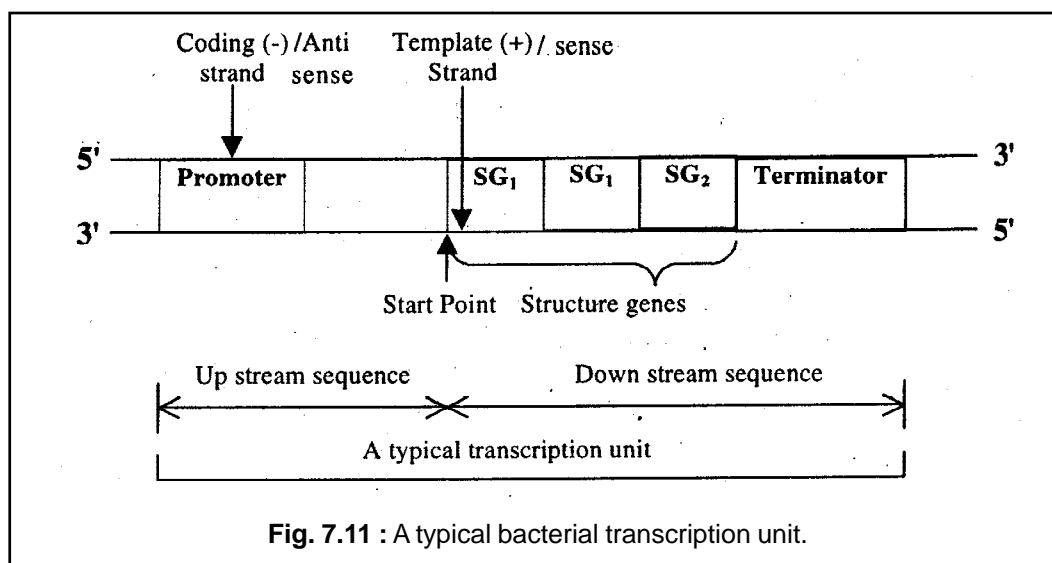 Coding (-)/Anti strand sense
Template (+)/ sense Strand
5'
3'
Promoter
SG₁
SG₁
SG₂
Terminator
3'
5'
Start Point
Structure genes
Up stream sequence
Down stream sequence
A typical transcription unit
Fig. 7.11 : A typical bacterial transcription unit.